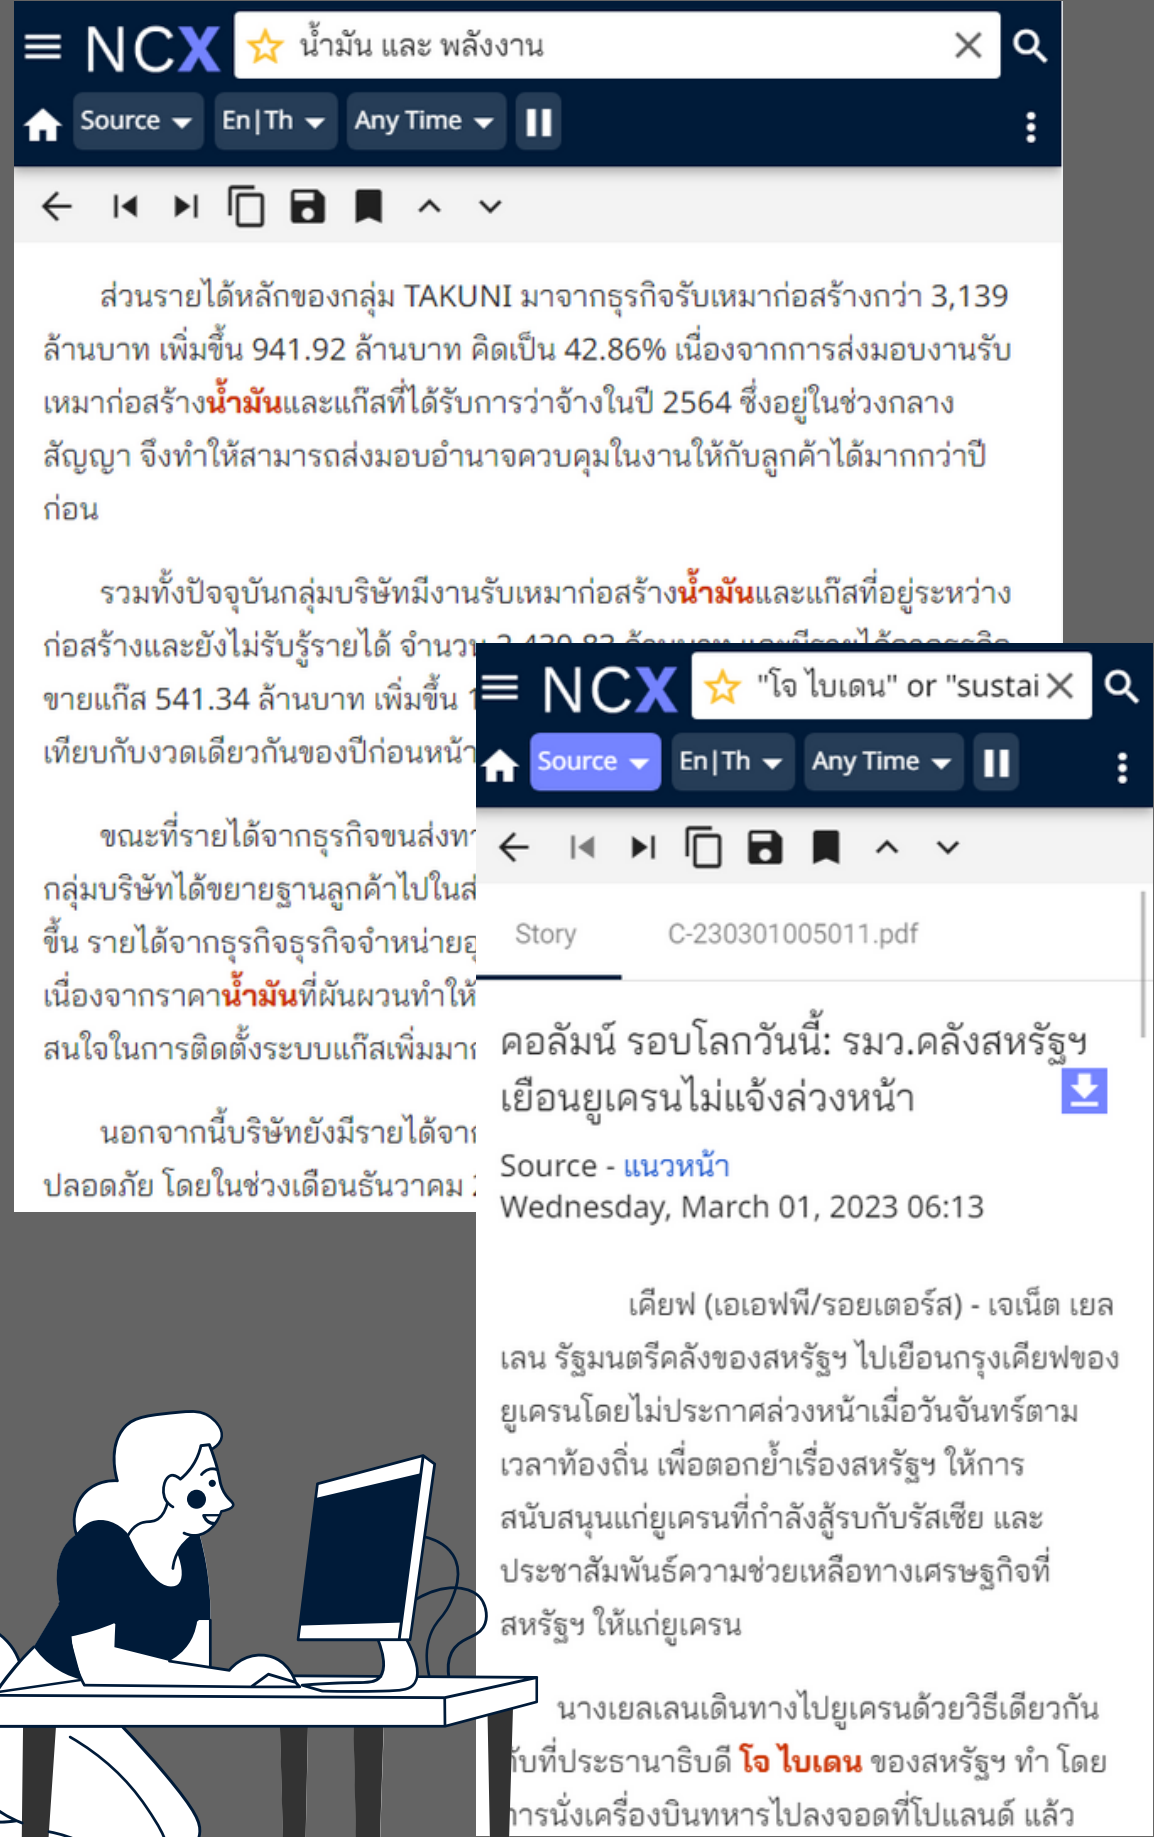 NCX น้ำมัน และ พลังงาน
Source En|Th Any Time
ส่วนรายได้หลักของกลุ่ม TAKUNI มาจากธุรกิจรับเหมาก่อสร้างกว่า 3,139
ล้านบาท เพิ่มขึ้น 941.92 ล้านบาท คิดเป็น 42.86% เนื่องจากการส่งมอบงานรับ
เหมาก่อสร้างน้ำมันและแก๊สที่ได้รับการว่าจ้างในปี 2564 ซึ่งอยู่ในช่วงกลาง
สัญญา จึงทำให้สามารถส่งมอบอำนาจควบคุมในงานให้กับลูกค้าได้มากกว่าปี
ก่อน
รวมทั้งปัจจุบันกลุ่มบริษัทมีงานรับเหมาก่อสร้างน้ำมันและแก๊สที่อยู่ระหว่าง
ก่อสร้างและยังไม่รับรู้รายได้
ขายแก๊ส 541.34 ล้านบาท เพิ่มขึ้น
เทียบกับงวดเดียวกันของปีก่อนหน้า
ขณะที่รายได้จากธุรกิจขนส่งทา
กลุ่มบริษัทได้ขยายฐานลูกค้าไปใน
ขึ้น รายได้จากธุรกิจธุรกิจจำหน่าย
เนื่องจากราคาน้ำมันที่ผันผวนทำให้
สนใจในการติดตั้งระบบแก๊สเพิ่ม
นอกจากนี้บริษัทยังมีรายได้
ปลอดภัย โดยในช่วงเดือนธันวาคม
NCX "โจ ไบเดน" or "sustai
Source En|Th Any Time
Story C-230301005011.pdf
คอลัมน์ รอบโลกวันนี้: รมว.คลังสหรัฐฯ
เยือนยูเครนไม่แจ้งล่วงหน้า
Source - แนวหน้า
Wednesday, March 01, 2023 06:13
เคียฟ (เอเอฟพี/รอยเตอร์ส) - เจเน็ต เยล
เลน รัฐมนตรีคลังของสหรัฐฯ ไปเยือนกรุงเคียฟของ
ยูเครนโดยไม่ประกาศล่วงหน้าเมื่อวันจันทร์ตาม
เวลาท้องถิ่น เพื่อตอกย้ำเรื่องสหรัฐฯ ให้การ
สนับสนุนแก่ยูเครนที่กำลังสู้รบกับรัสเซีย และ
ประชาสัมพันธ์ความช่วยเหลือทางเศรษฐกิจที่
สหรัฐฯ ให้แก่ยูเครน
นางเยลเลนเดินทางไปยูเครนด้วยวิธีเดียวกัน
กับที่ประธานาธิบดี โจ ไบเดน ของสหรัฐฯ ทำ โดย
การนั่งเครื่องบินทหารไปลงจอดที่โปแลนด์ แล้ว